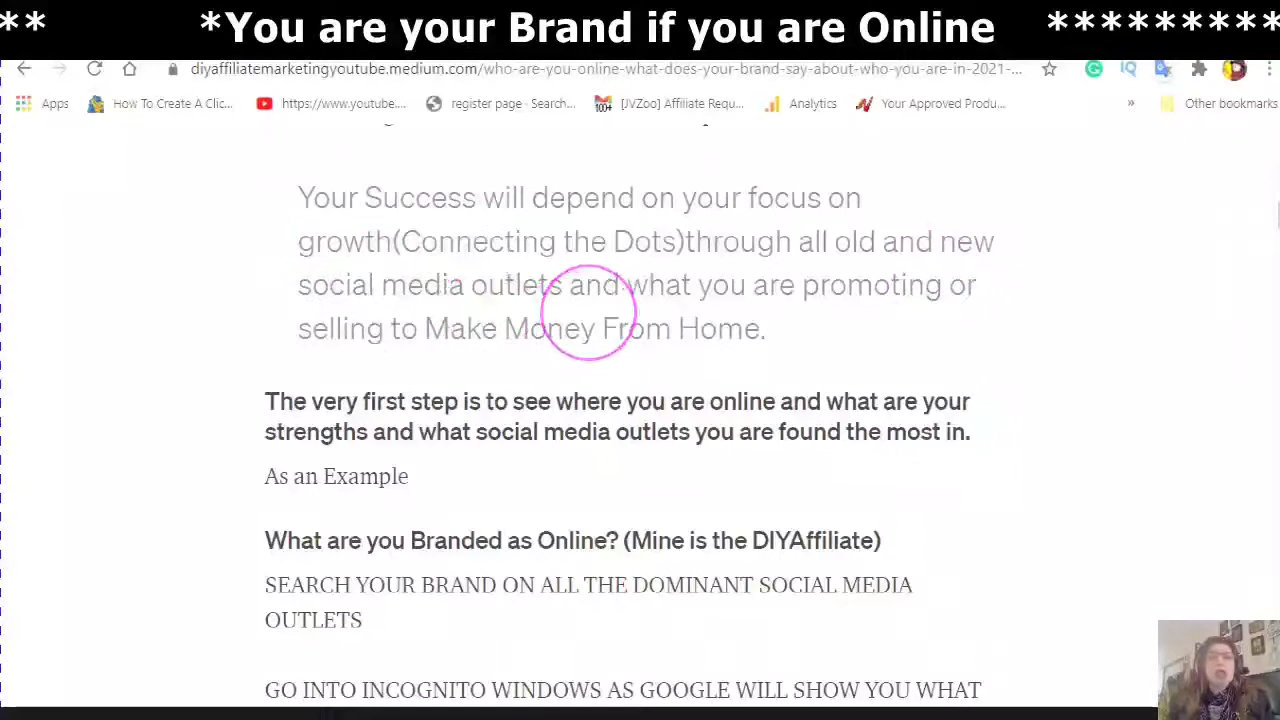 ** *You are your Brand if you are Online *********
diyaffiliatemarketingyoutube.medium.com/who-are-you-online-what-does-your-brand-say-about-who-you-are-in-2021-...
Apps How To Create A Clic... https://www.youtube.... register page - Search... [JVZoo] Affiliate Requ... Analytics Your Approved Produ... » Other bookmarks
Your Success will depend on your focus on
growth(Connecting the Dots)through all old and new
social media outlets and what you are promoting or
selling to Make Money From Home.
The very first step is to see where you are online and what are your
strengths and what social media outlets you are found the most in.
As an Example
What are you Branded as Online? (Mine is the DIYAffiliate)
SEARCH YOUR BRAND ON ALL THE DOMINANT SOCIAL MEDIA
OUTLETS
GO INTO INCOGNITO WINDOWS AS GOOGLE WILL SHOW YOU WHAT